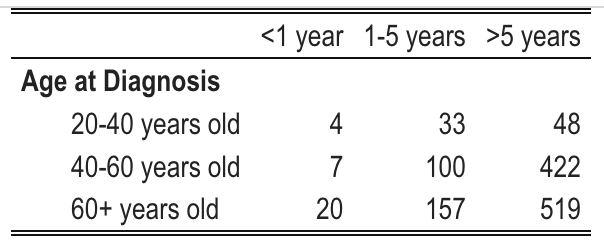 <1 year 1-5 years >5 years
Age at Diagnosis
20-40 years old 4 33 48
40-60 years old 7 100 422
60+ years old 20 157 519